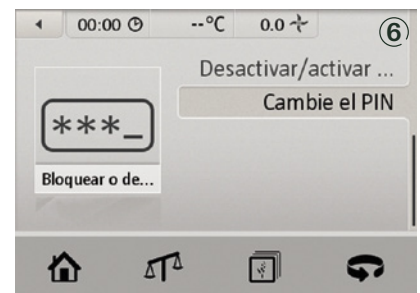 00:00 --°C 0.0
6
Desactivar/activar ...
Cambie el PIN
***_
Bloquear o de...